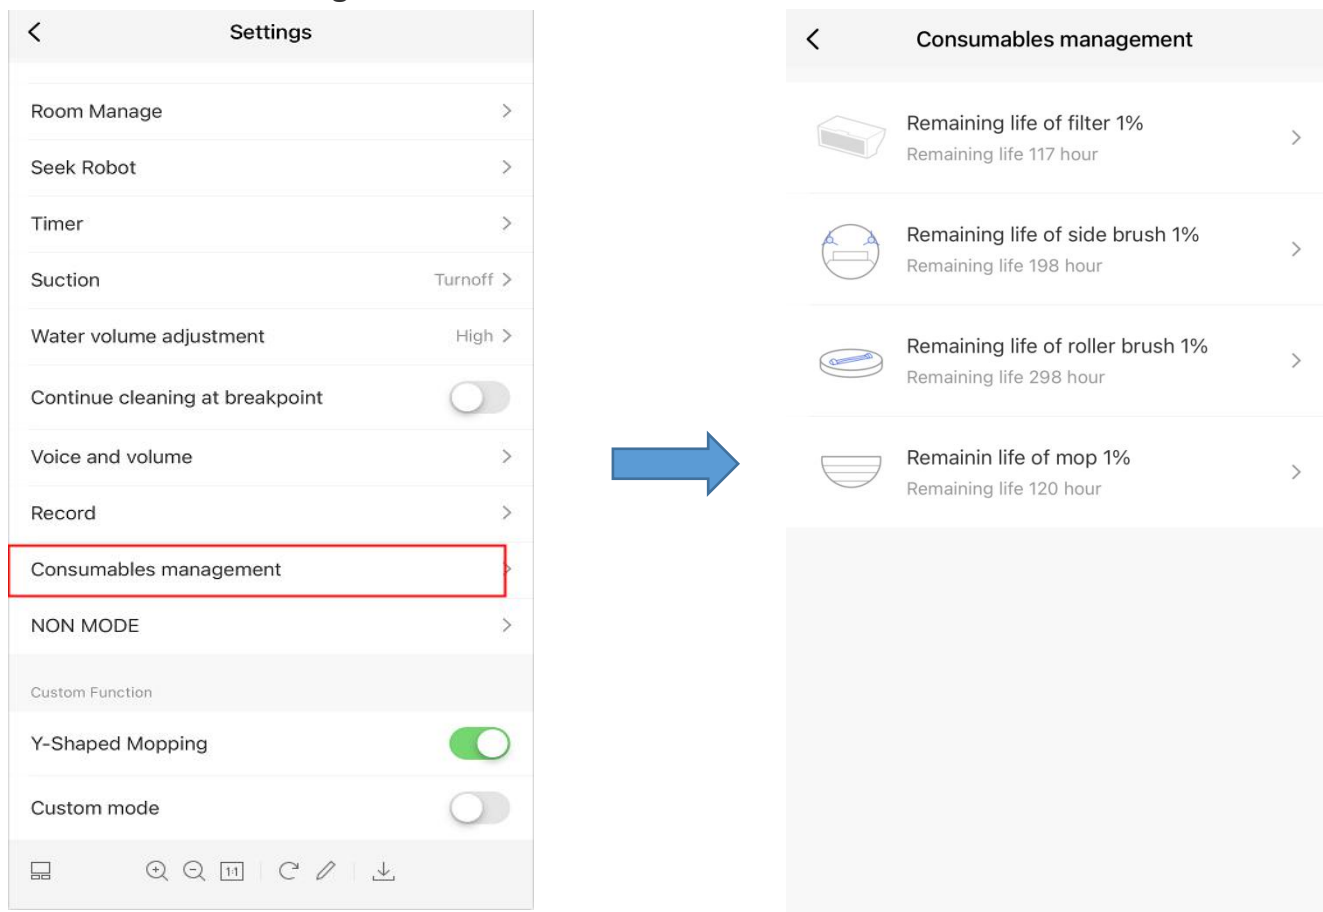 Settings
Room Manage
Seek Robot
Timer
Suction Turnoff
Water volume adjustment High
Continue cleaning at breakpoint
Voice and volume
Record
Consumables management
NON MODE
Custom Function
Y-Shaped Mopping
Custom mode
1:1
Consumables management
Remaining life of filter 1%
Remaining life 117 hour
Remaining life of side brush 1%
Remaining life 198 hour
Remaining life of roller brush 1%
Remaining life 298 hour
Remainin life of mop 1%
Remaining life 120 hour